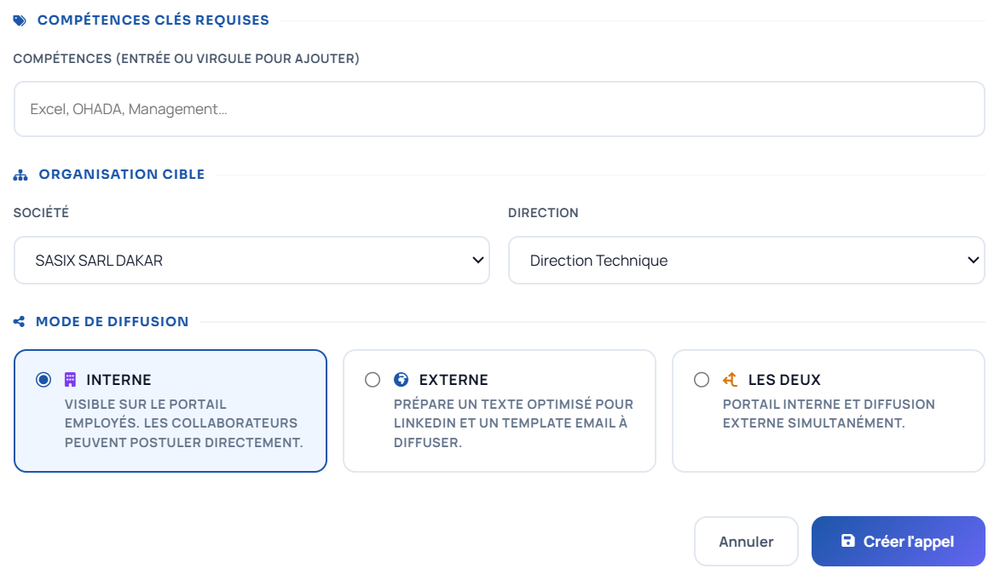 COMPÉTENCES CLÉS REQUISES
COMPÉTENCES (ENTRÉE OU VIRGULE POUR AJOUTER)
Excel, OHADA, Management...
ORGANISATION CIBLE
SOCIÉTÉ
DIRECTION
SASIX SARL DAKAR
Direction Technique
MODE DE DIFFUSION
INTERNE
VISIBLE SUR LE PORTAIL
EMPLOYÉS. LES COLLABORATEURS
PEUVENT POSTULER DIRECTEMENT.
EXTERNE
PRÉPARE UN TEXTE OPTIMISÉ POUR
LINKEDIN ET UN TEMPLATE EMAIL À
DIFFUSER.
LES DEUX
PORTAIL INTERNE ET DIFFUSION
EXTERNE SIMULTANÉMENT.
Annuler
Créer l'appel